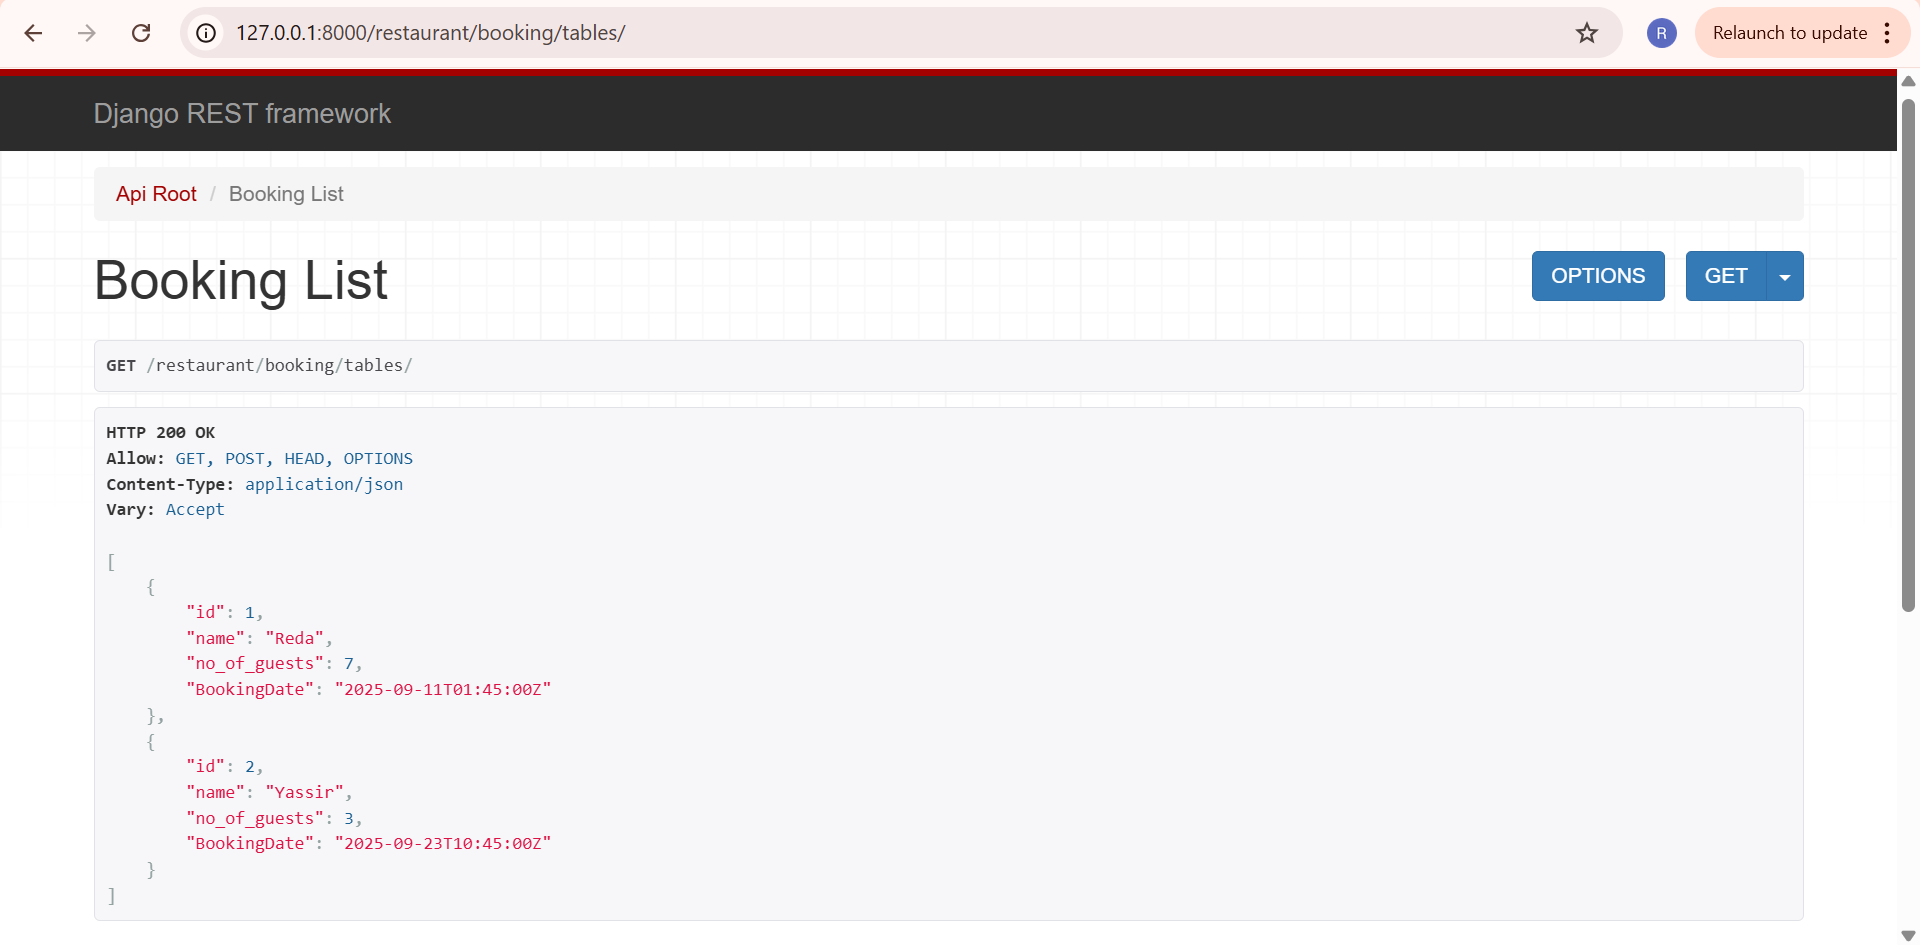 127.0.0.1:8000/restaurant/booking/tables/
R
Relaunch to update
Django REST framework
Api Root / Booking List
Booking List
OPTIONS
GET
GET /restaurant/booking/tables/
HTTP 200 OK
Allow: GET, POST, HEAD, OPTIONS
Content-Type: application/json
Vary: Accept
[
    {
        "id": 1,
        "name": "Reda",
        "no_of_guests": 7,
        "BookingDate": "2025-09-11T01:45:00Z"
    },
    {
        "id": 2,
        "name": "Yassir",
        "no_of_guests": 3,
        "BookingDate": "2025-09-23T10:45:00Z"
    }
]